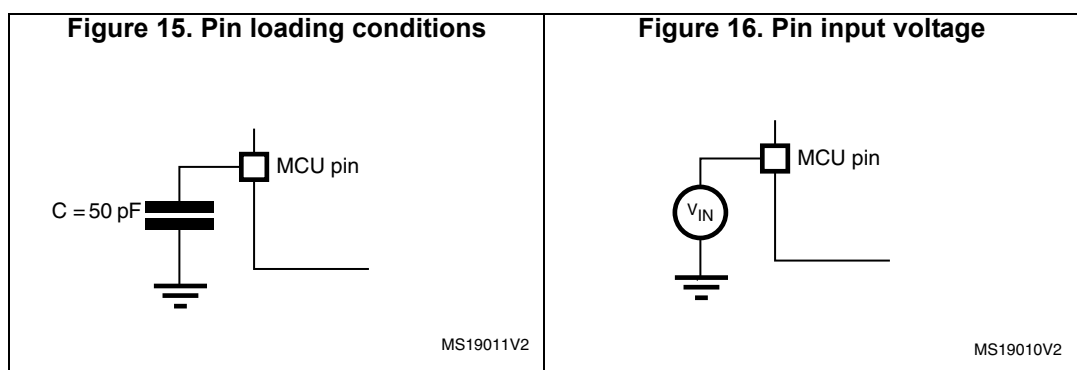 Figure 15. Pin loading conditions
MCU pin
C = 50 pF
MS19011V2
Figure 16. Pin input voltage
MCU pin
VIN
MS19010V2